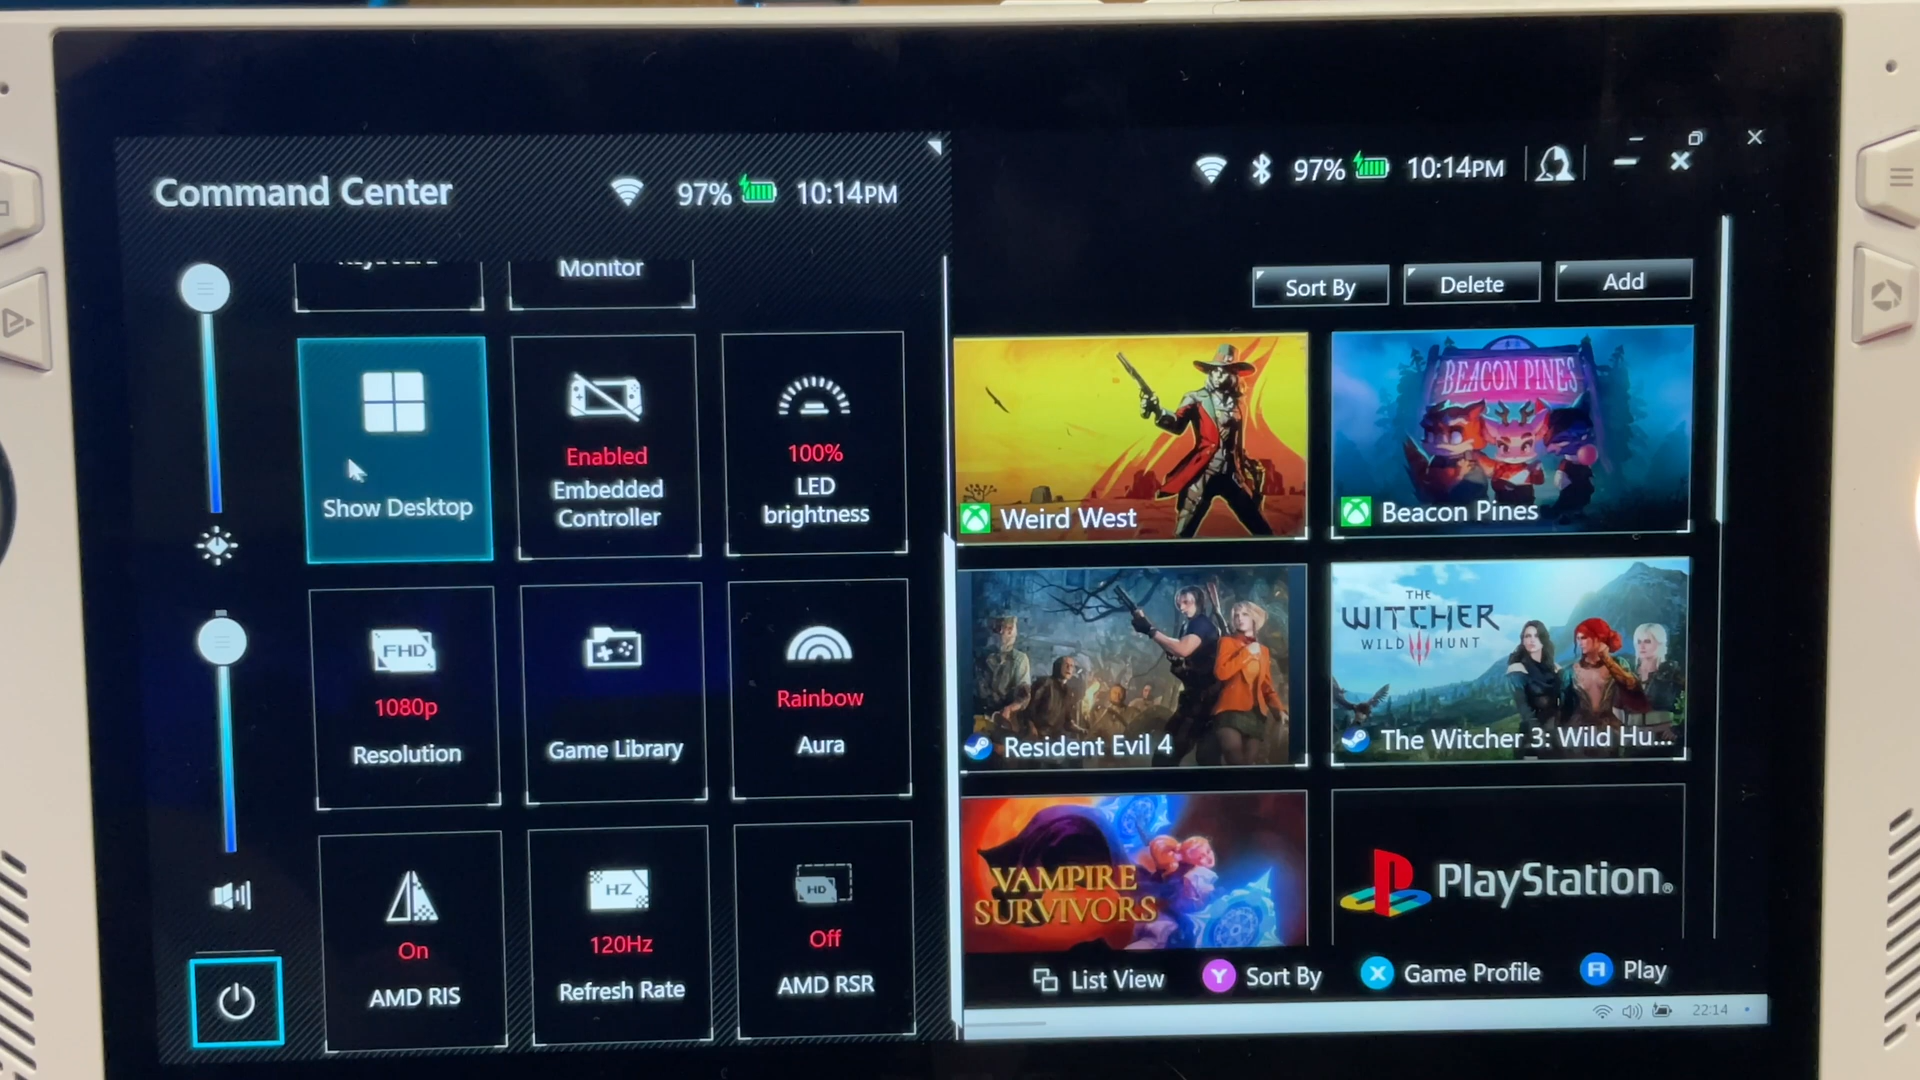 Command Center
97%
10:14PM
97%
10:14PM
Monitor
Sort By
Delete
Add
Show Desktop
Enabled
Embedded
Controller
100%
LED
brightness
Weird West
BEACON PINES
Beacon Pines
FHD
1080p
Resolution
Game Library
Rainbow
Aura
Resident Evil 4
THE
WITCHER
WILD HUNT
The Witcher 3: Wild Hu...
On
AMD RIS
HZ
120Hz
Refresh Rate
HD
Off
AMD RSR
VAMPIRE
SURVIVORS
PlayStation®
List View
Y
Sort By
X
Game Profile
A
Play
22:14